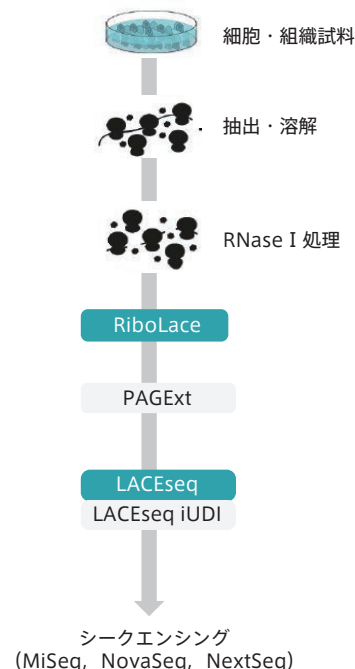 細胞・組織試料
抽出・溶解
RNase I 処理
RiboLace
PAGExt
LACEseq
LACEseq iUDI
シークエンシング
(MiSeq, NovaSeq, NextSeq)